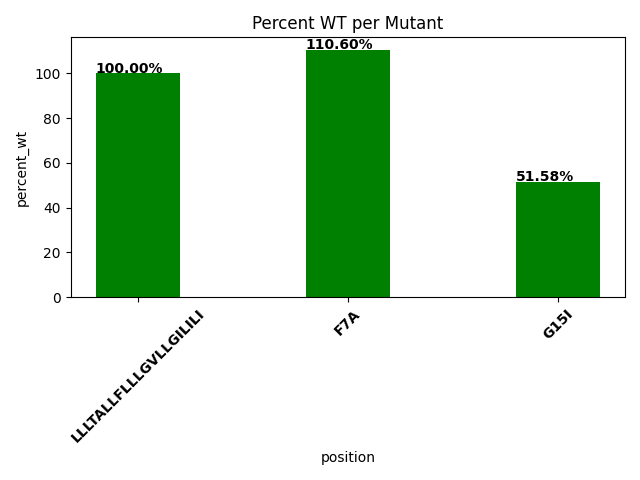 Percent WT per Mutant
percent_wt
100
80
60
40
20
0
100.00%
110.60%
51.58%
LLLTALLFLLLGVLLGILILI
F7A
G15I
position